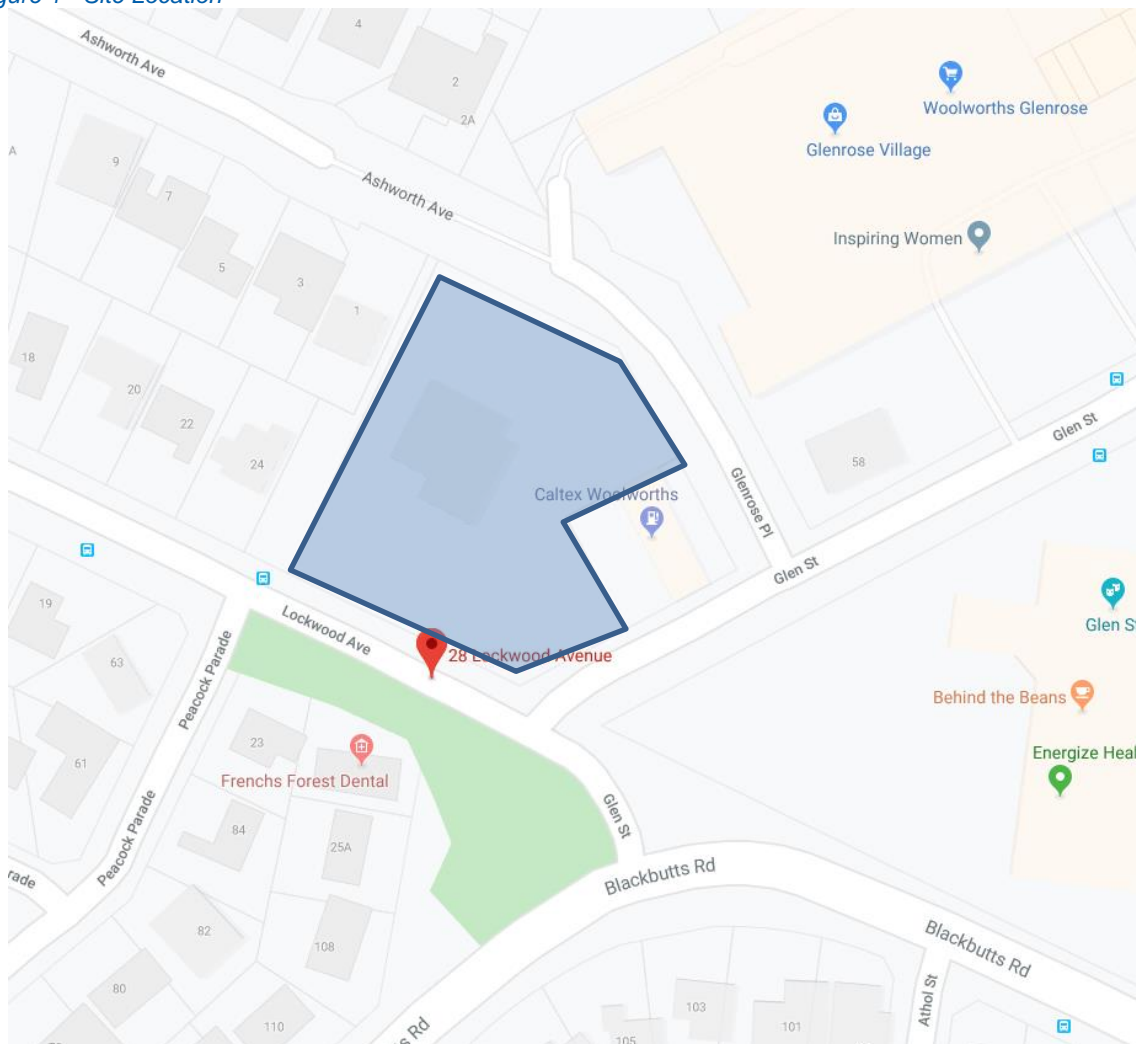 Site Location
4
Ashworth Ave
2
2A
Woolworths Glenrose
Glenrose Village
A
9
7
Ashworth Ave
Inspiring Women
5
3
1
18
20
22
24
58
Glen St
Caltex Woolworths
Glenrose Pl
Glen St
19
Lockwood Ave
28 Lockwood Avenue
Glen S
63
Peacock Parade
Behind the Beans
23
Energize Heal
61
Frenchs Forest Dental
Glen St
84
25A
Peacock Parade
rade
Blackbutts Rd
82
108
Blackbutts Rd
80
103
Athol St
110
101
s Rd
105